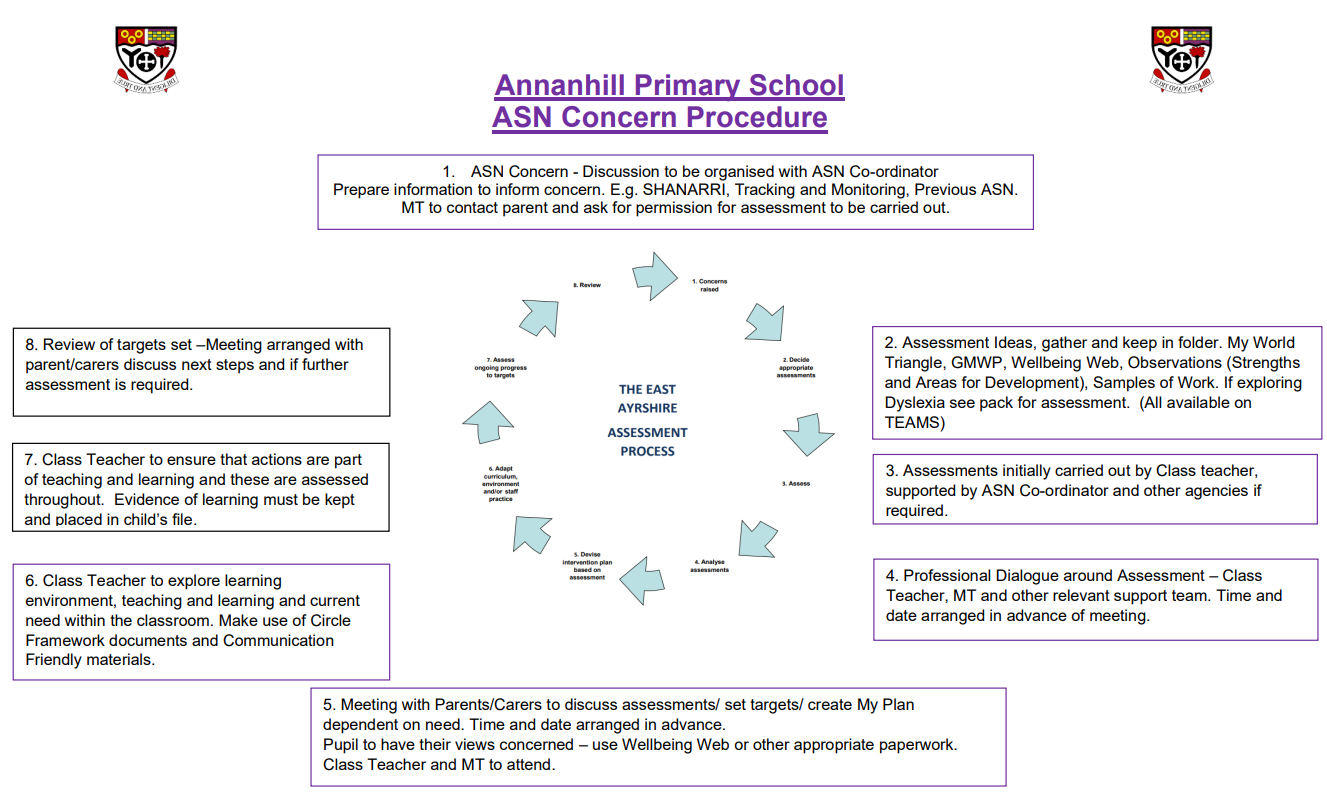 Annanhill Primary School
ASN Concern Procedure
1. ASN Concern - Discussion to be organised with ASN Co-ordinator
Prepare information to inform concern. E.g. SHANARRI, Tracking and Monitoring, Previous ASN.
MT to contact parent and ask for permission for assessment to be carried out.
1. Concerns
raised
2. Decide
appropriate
assessments
3. Assess
4. Analyse
assessments
5. Devise
intervention plan
based on
assessment
6. Adapt
curriculum,
environment
and/or staff
practice
7. Assess
ongoing progress
to targets
8. Review
THE EAST
AYRSHIRE
ASSESSMENT
PROCESS
2. Assessment Ideas, gather and keep in folder. My World
Triangle, GMWP, Wellbeing Web, Observations (Strengths
and Areas for Development), Samples of Work. If exploring
Dyslexia see pack for assessment. (All available on
TEAMS)
3. Assessments initially carried out by Class teacher,
supported by ASN Co-ordinator and other agencies if
required.
4. Professional Dialogue around Assessment – Class
Teacher, MT and other relevant support team. Time and
date arranged in advance of meeting.
5. Meeting with Parents/Carers to discuss assessments/ set targets/ create My Plan
dependent on need. Time and date arranged in advance.
Pupil to have their views concerned – use Wellbeing Web or other appropriate paperwork.
Class Teacher and MT to attend.
6. Class Teacher to explore learning
environment, teaching and learning and current
need within the classroom. Make use of Circle
Framework documents and Communication
Friendly materials.
7. Class Teacher to ensure that actions are part
of teaching and learning and these are assessed
throughout. Evidence of learning must be kept
and placed in child's file.
8. Review of targets set –Meeting arranged with
parent/carers discuss next steps and if further
assessment is required.